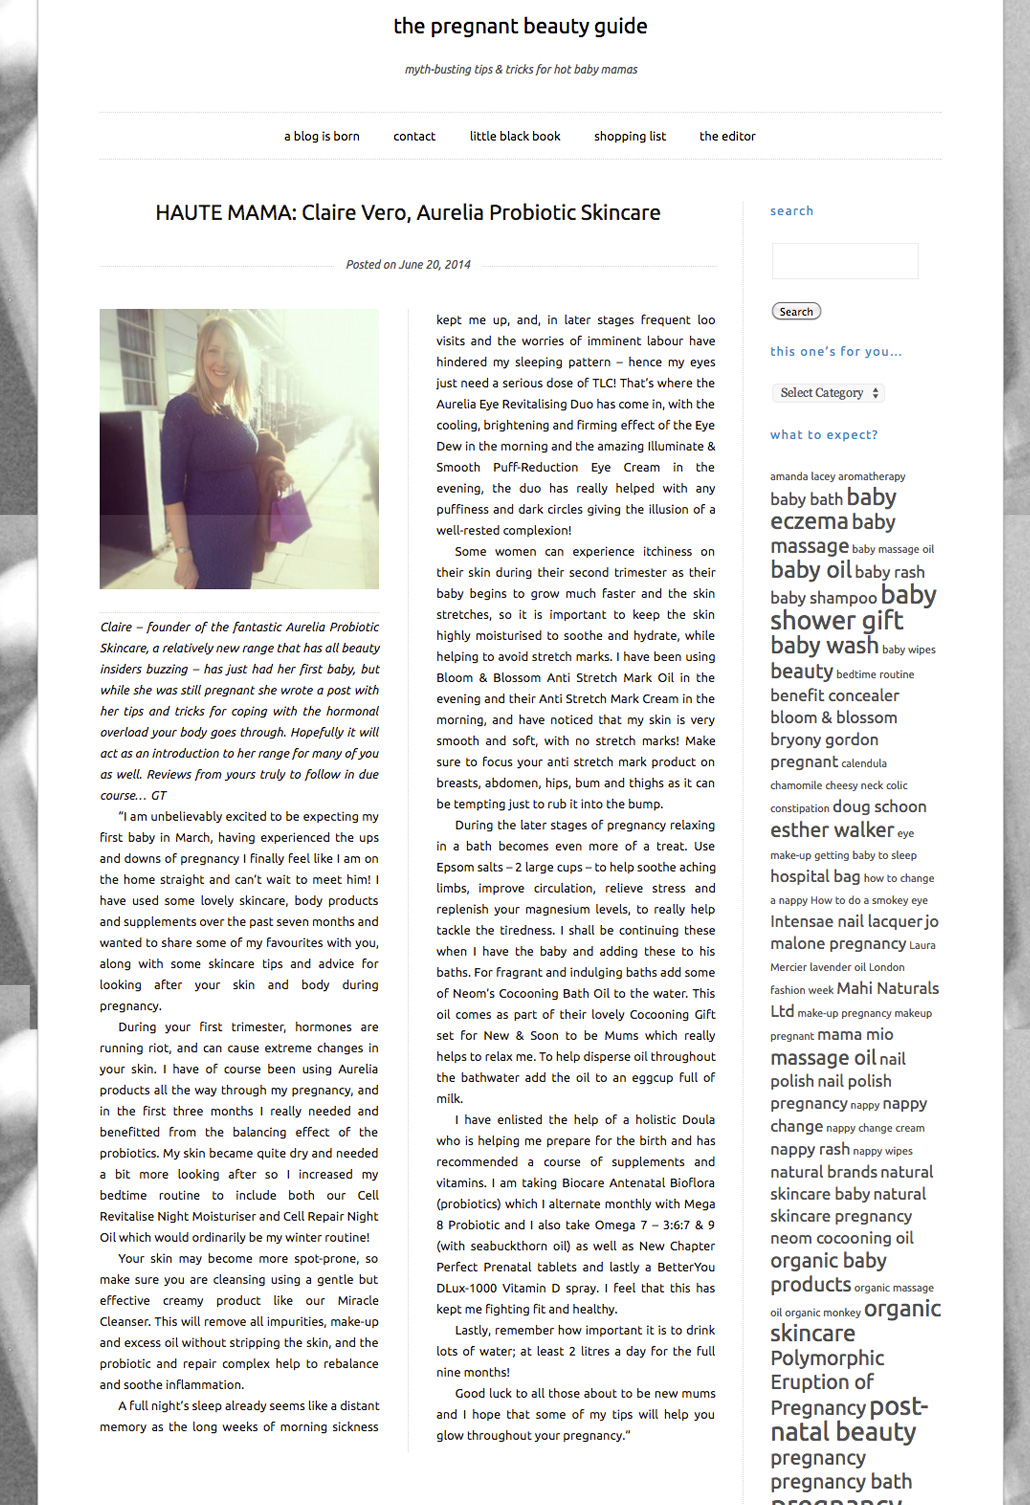 the pregnant beauty guide
myth-busting tips & tricks for hot baby mamas
a blog is born contact little black book shopping list the editor
HAUTE MAMA: Claire Vero, Aurelia Probiotic Skincare
Posted on June 20, 2014
Claire – founder of the fantastic Aurelia Probiotic
Skincare, a relatively new range that has all beauty
insiders buzzing – has just had her first baby, but
while she was still pregnant she wrote a post with
her tips and tricks for coping with the hormonal
overload your body goes through. Hopefully it will
act as an introduction to her range for many of you
as well. Reviews from yours truly to follow in due
course… GT
“I am unbelievably excited to be expecting my
first baby in March, having experienced the ups
and downs of pregnancy I finally feel like I am on
the home straight and can’t wait to meet him! I
have used some lovely skincare, body products
and supplements over the past seven months and
wanted to share some of my favourites with you,
along with some skincare tips and advice for
looking after your skin and body during
pregnancy.
During your first trimester, hormones are
running riot, and can cause extreme changes in
your skin. I have of course been using Aurelia
products all the way through my pregnancy, and
in the first three months I really needed and
benefitted from the balancing effect of the
probiotics. My skin became quite dry and needed
a bit more looking after so I increased my
bedtime routine to include both our Cell
Revitalise Night Moisturiser and Cell Repair Night
Oil which would ordinarily be my winter routine!
Your skin may become more spot-prone, so
make sure you are cleansing using a gentle but
effective creamy product like our Miracle
Cleanser. This will remove all impurities, make-up
and excess oil without stripping the skin, and the
probiotic and repair complex help to rebalance
and soothe inflammation.
A full night’s sleep already seems like a distant
memory as the long weeks of morning sickness
kept me up, and, in later stages frequent loo
visits and the worries of imminent labour have
hindered my sleeping pattern – hence my eyes
just need a serious dose of TLC! That’s where the
Aurelia Eye Revitalising Duo has come in, with the
cooling, brightening and firming effect of the Eye
Dew in the morning and the amazing Illuminate &
Smooth Puff-Reduction Eye Cream in the
evening, the duo has really helped with any
puffiness and dark circles giving the illusion of a
well-rested complexion!
Some women can experience itchiness on
their skin during their second trimester as their
baby begins to grow much faster and the skin
stretches, so it is important to keep the skin
highly moisturised to soothe and hydrate, while
helping to avoid stretch marks. I have been using
Bloom & Blossom Anti Stretch Mark Oil in the
evening and their Anti Stretch Mark Cream in the
morning, and have noticed that my skin is very
smooth and soft, with no stretch marks! Make
sure to focus your anti stretch mark product on
breasts, abdomen, hips, bum and thighs as it can
be tempting just to rub it into the bump.
During the later stages of pregnancy relaxing
in a bath becomes even more of a treat. Use
Epsom salts – 2 large cups – to help soothe aching
limbs, improve circulation, relieve stress and
replenish your magnesium levels, to really help
tackle the tiredness. I shall be continuing these
when I have the baby and adding these to his
baths. For fragrant and indulging baths add some
of Neom’s Cocooning Bath Oil to the water. This
oil comes as part of their lovely Cocooning Gift
set for New & Soon to be Mums which really
helps to relax me. To help disperse oil throughout
the bathwater add the oil to an eggcup full of
milk.
I have enlisted the help of a holistic Doula
who is helping me prepare for the birth and has
recommended a course of supplements and
vitamins. I am taking Biocare Antenatal Bioflora
(probiotics) which I alternate monthly with Mega
8 Probiotic and I also take Omega 7 – 3:6:7 & 9
(with seabuckthorn oil) as well as New Chapter
Perfect Prenatal tablets and lastly a BetterYou
DLux-1000 Vitamin D spray. I feel that this has
kept me fighting fit and healthy.
Lastly, remember how important it is to drink
lots of water; at least 2 litres a day for the full
nine months!
Good luck to all those about to be new mums
and I hope that some of my tips will help you
glow throughout your pregnancy.”
search
Search
this one’s for you…
Select Category
what to expect?
amanda lacey aromatherapy
baby bath baby
eczema baby
massage baby massage oil
baby oil baby rash
baby shampoo baby
shower gift
baby wash baby wipes
beauty bedtime routine
benefit concealer
bloom & blossom
bryony gordon
pregnant calendula
chamomile cheesy neck colic
constipation doug schoon
esther walker eye
make-up getting baby to sleep
hospital bag how to change
a nappy How to do a smokey eye
Intensae nail lacquer jo
malone pregnancy Laura
Mercier lavender oil London
fashion week Mahi Naturals
Ltd make-up pregnancy makeup
pregnant mama mio
massage oil nail
polish nail polish
pregnancy nappy nappy
change nappy change cream
nappy rash nappy wipes
natural brands natural
skincare baby natural
skincare pregnancy
neom cocooning oil
organic baby
products organic massage
oil organic monkey organic
skincare
Polymorphic
Eruption of
Pregnancy post-
natal beauty
pregnancy
pregnancy bath
pregnancy